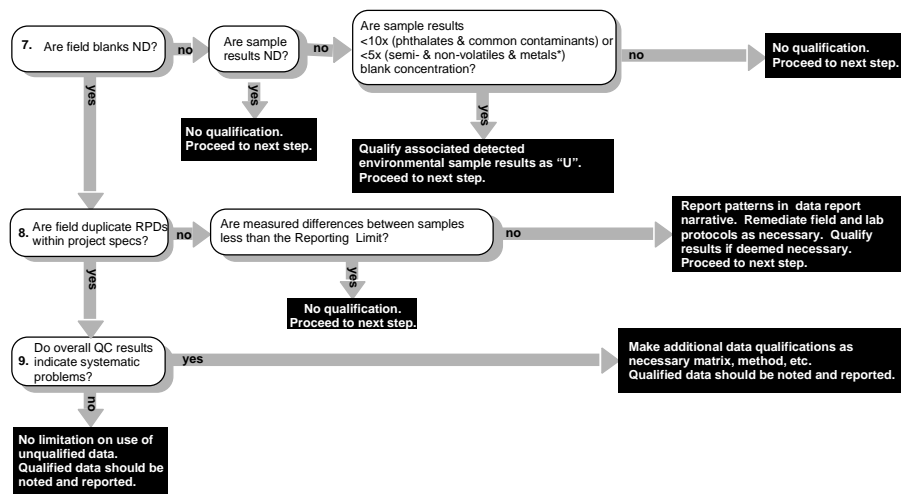 7. Are field blanks ND?
no
Are sample
results ND?
no
Are sample results
<10x (phthalates & common contaminants) or
<5x (semi- & non-volatiles & metals*)
blank concentration?
no
No qualification.
Proceed to next step.
yes
yes
No qualification.
Proceed to next step.
yes
Qualify associated detected
environmental sample results as “U”.
Proceed to next step.
8. Are field duplicate RPDs
within project specs?
no
Are measured differences between samples
less than the Reporting Limit?
no
Report patterns in data report
narrative. Remediate field and lab
protocols as necessary. Qualify
results if deemed necessary.
Proceed to next step.
yes
yes
No qualification.
Proceed to next step.
9. Do overall QC results
indicate systematic
problems?
yes
Make additional data qualifications as
necessary matrix, method, etc.
Qualified data should be noted and reported.
no
No limitation on use of
unqualified data.
Qualified data should be
noted and reported.